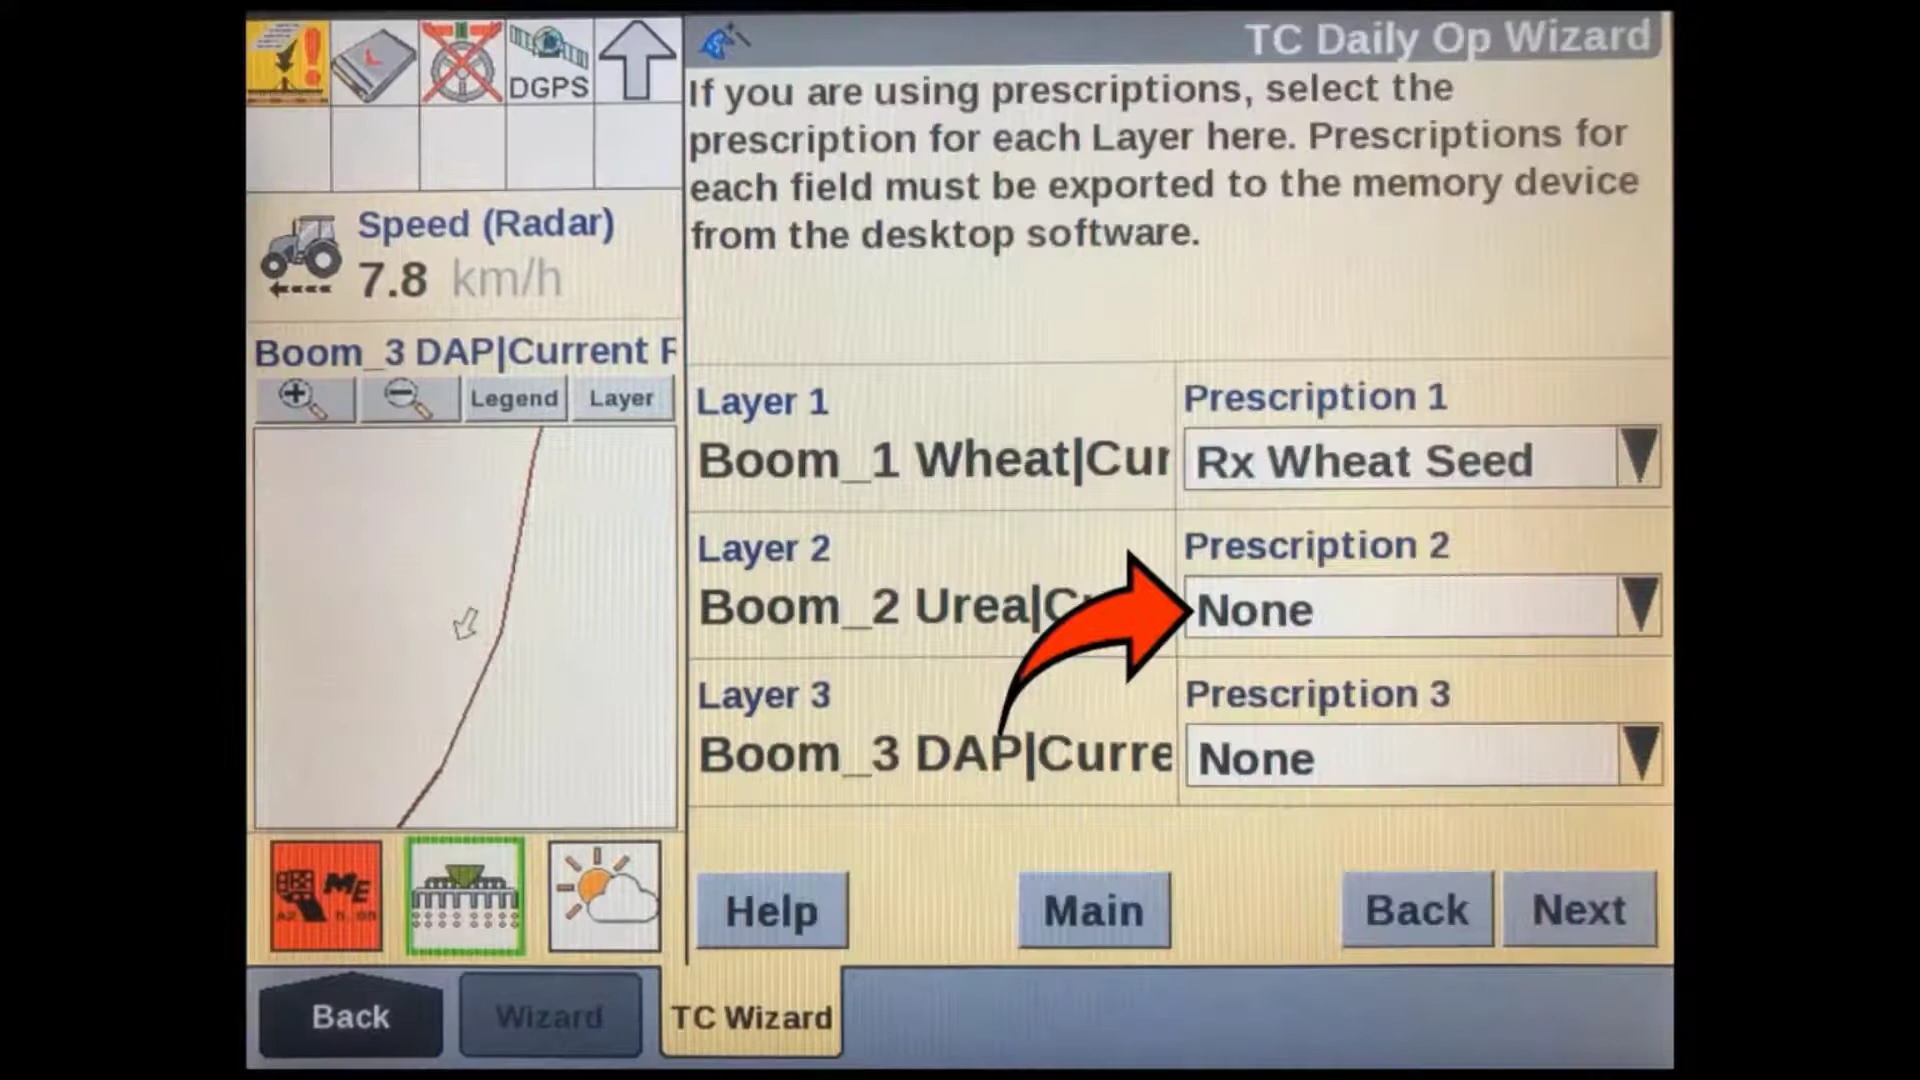 TC Daily Op Wizard
DGPS
If you are using prescriptions, select the
prescription for each Layer here. Prescriptions for
each field must be exported to the memory device
from the desktop software.
Speed (Radar)
7.8 km/h
Boom_3 DAP|Current F
Legend
Layer
Layer 1
Boom_1 Wheat|Cur
Prescription 1
Rx Wheat Seed
Layer 2
Boom_2 Urea|C
Prescription 2
None
Layer 3
Boom_3 DAP|Curre
Prescription 3
None
ME
Help
Main
Back
Next
Back
Wizard
TC Wizard